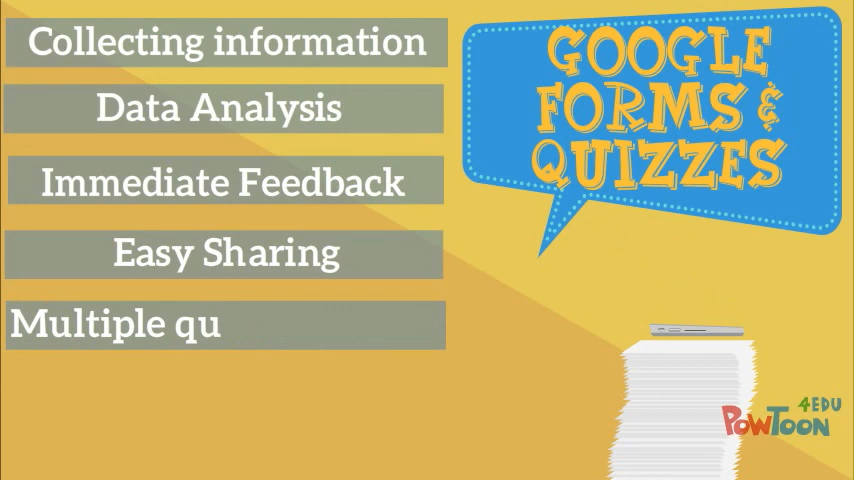 Collecting information
Data Analysis
Immediate Feedback
Easy Sharing
Multiple qu
GOOGLE
FORMS &
QUIZZES
4EDU
POWTOON